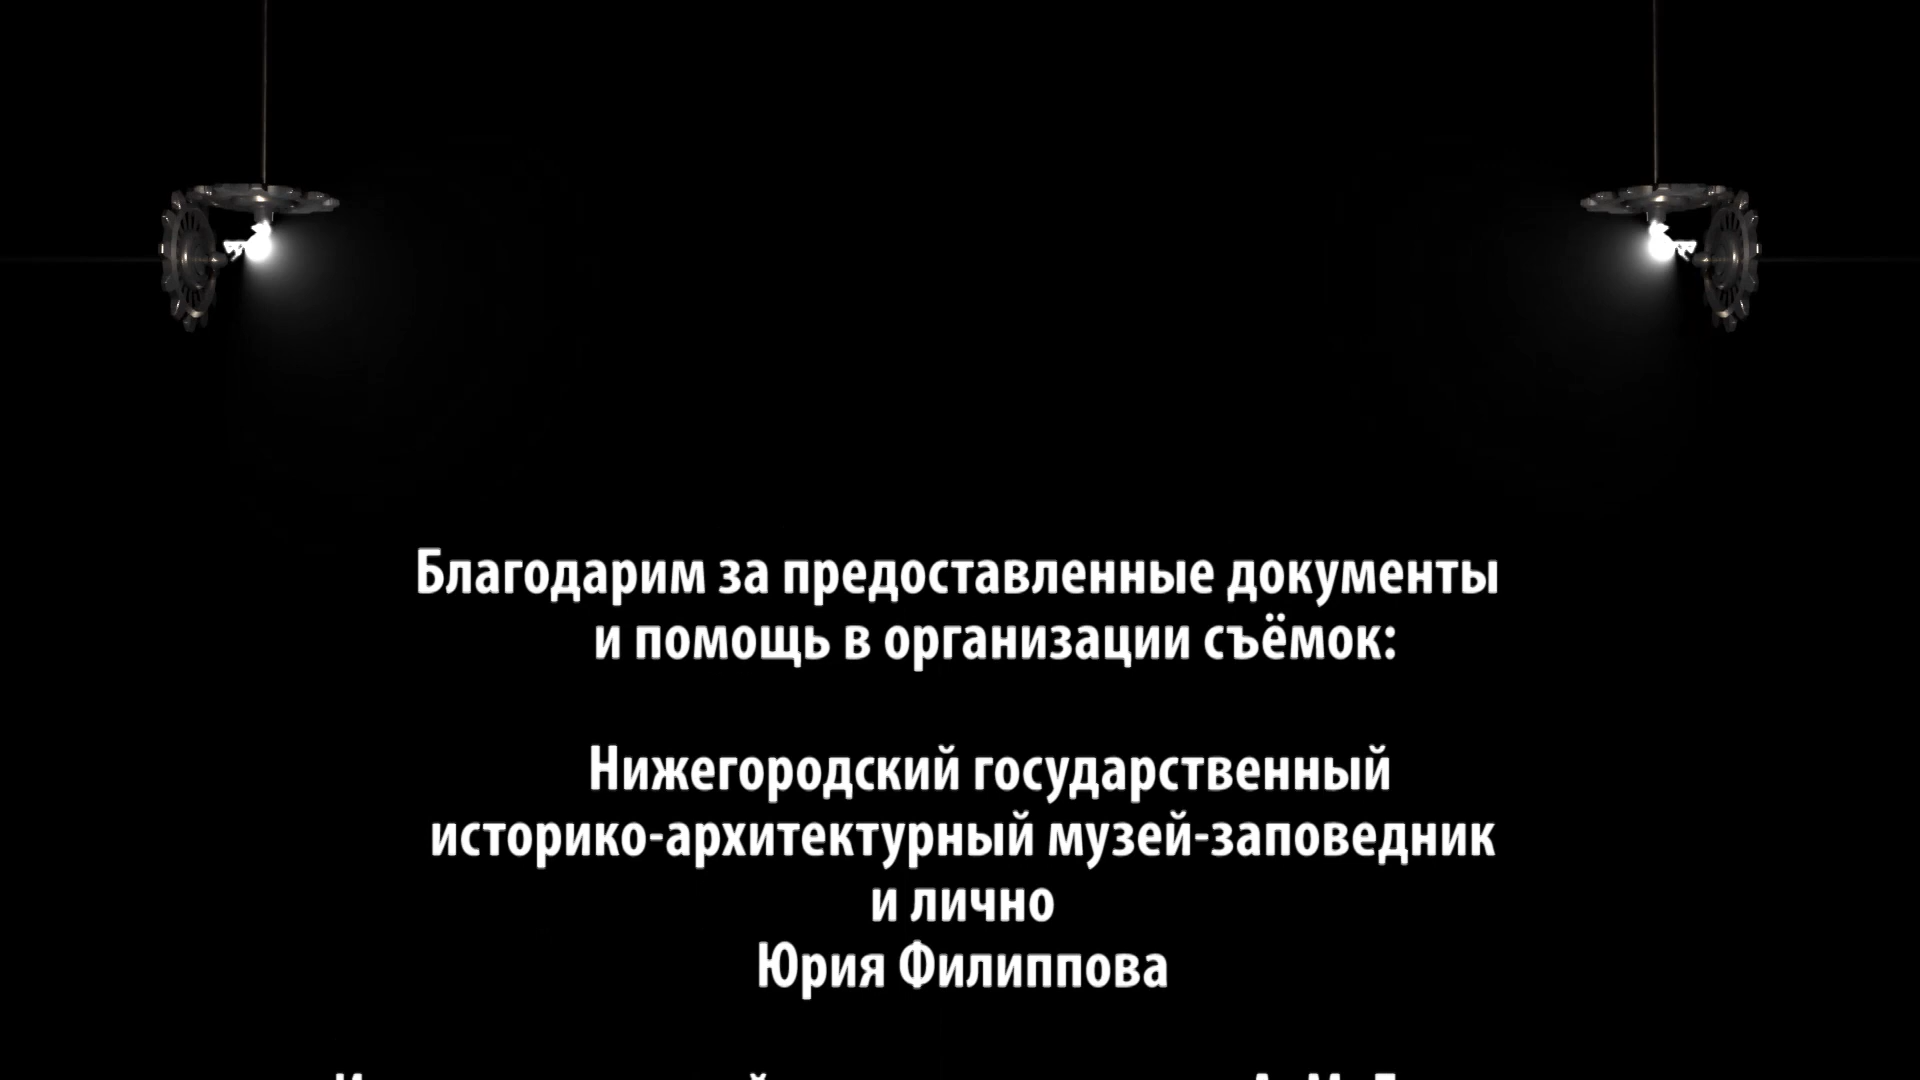 Благодарим за предоставленные документы
и помощь в организации съёмок:
Нижегородский государственный
историко-архитектурный музей-заповедник
и лично
Юрия Филиппова